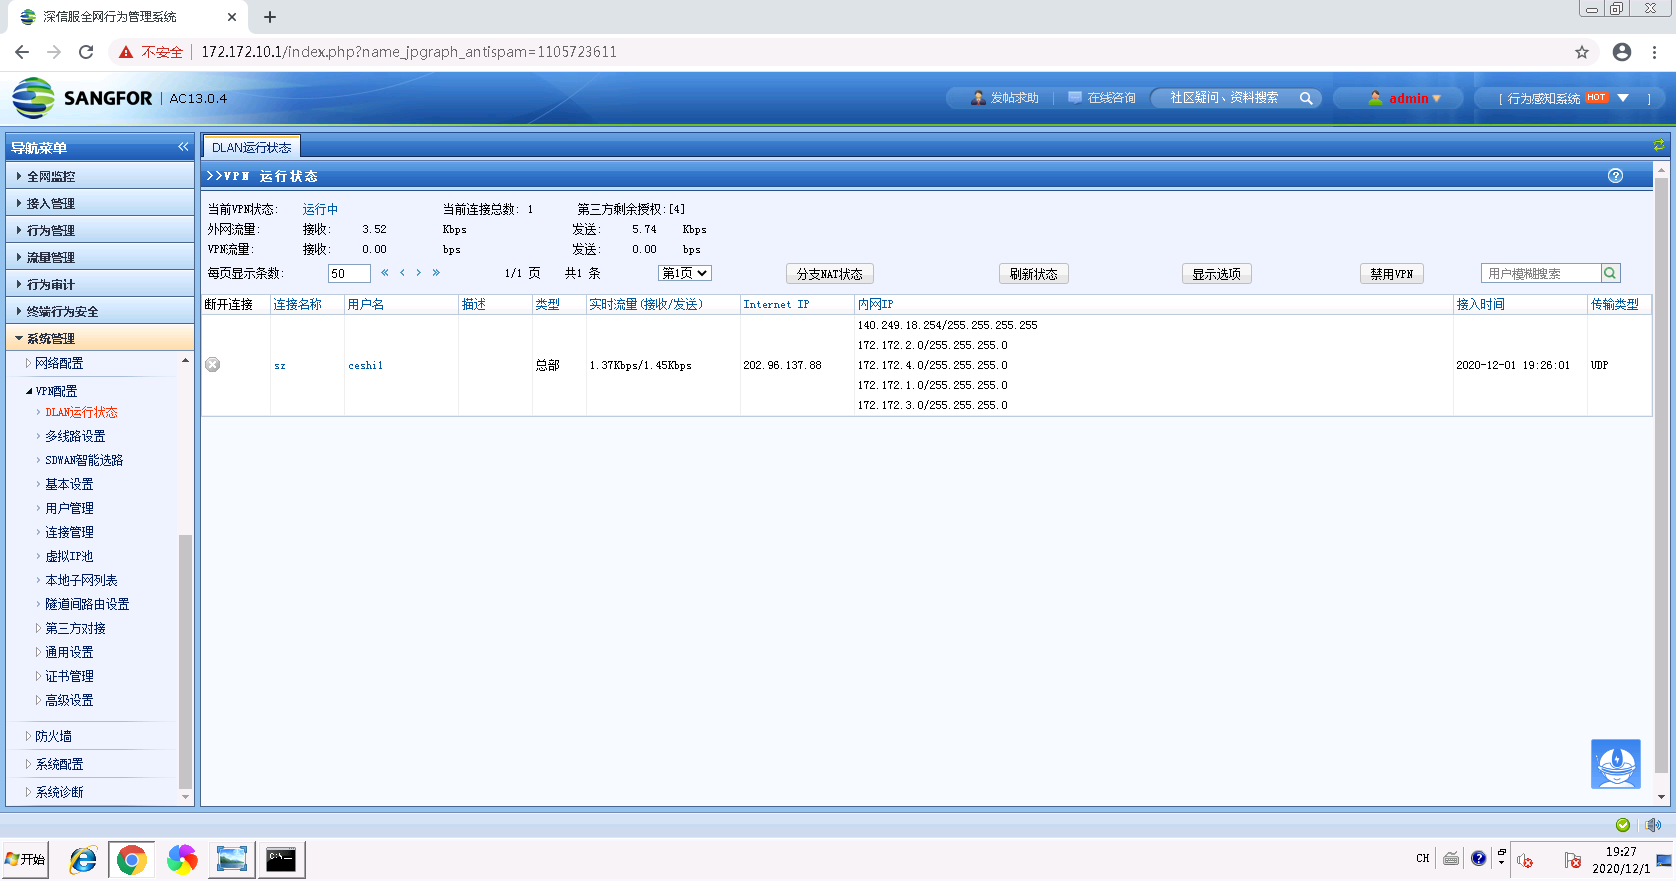 深信服全网行为管理系统
不安全 172.172.10.1/index.php?name_jpgraph_antispam=1105723611
SANGFOR | AC13.0.4
发帖求助 在线咨询 社区疑问、资料搜索 admin [ 行为感知系统 HOT ]
导航菜单
全网监控
接入管理
行为管理
流量管理
行为审计
终端行为安全
系统管理
网络配置
VPN配置
DLAN运行状态
多线路设置
SDWAN智能选路
基本设置
用户管理
连接管理
虚拟IP池
本地子网列表
隧道间路由设置
第三方对接
通用设置
证书管理
高级设置
防火墙
系统配置
系统诊断
DLAN运行状态
>>VPN 运行状态
当前VPN状态: 运行中 当前连接总数: 1 第三方剩余授权:[4]
外网流量: 接收: 3.52 Kbps 发送: 5.74 Kbps
VPN流量: 接收: 0.00 bps 发送: 0.00 bps
每页显示条数: 50 « ‹ › » 1/1 页 共1 条 第1页 分支NAT状态 刷新状态 显示选项 禁用VPN 用户模糊搜索
断开连接 连接名称 用户名 描述 类型 实时流量(接收/发送) Internet IP 内网IP 接入时间 传输类型
140.249.18.254/255.255.255.255
172.172.2.0/255.255.255.0
sz ceshi1 总部 1.37Kbps/1.45Kbps 202.96.137.88 172.172.4.0/255.255.255.0 2020-12-01 19:26:01 UDP
172.172.1.0/255.255.255.0
172.172.3.0/255.255.255.0
开始 C:\_ CH 19:27
2020/12/1